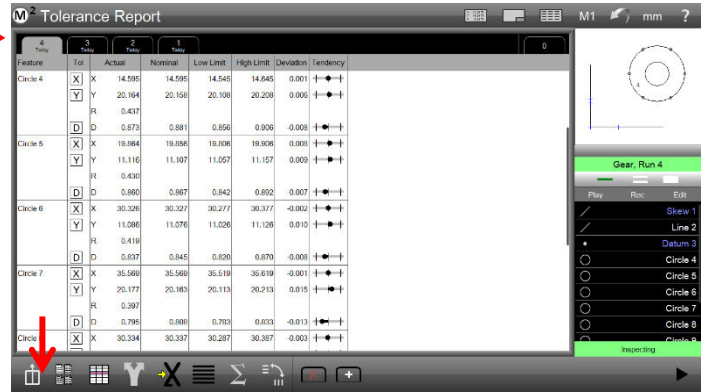 M² Tolerance Report M1 mm ?
4 Today 3 Today 2 Today 1 Today 0
Feature Tol Actual Nominal Low Limit High Limit Deviation Tendency
Circle 4 X X 14.595 14.595 14.545 14.645 0.001
Y Y 20.164 20.158 20.108 20.208 0.006
R 0.437
D D 0.873 0.881 0.856 0.906 -0.008
Circle 5 X X 19.864 19.856 19.806 19.906 0.008
Y Y 11.116 11.107 11.057 11.157 0.009
R 0.430
D D 0.860 0.867 0.842 0.892 -0.007
Circle 6 X X 30.326 30.327 30.277 30.377 -0.002
Y Y 11.086 11.076 11.026 11.126 0.010
R 0.419
D D 0.837 0.845 0.820 0.870 -0.008
Circle 7 X X 35.569 35.569 35.519 35.619 -0.001
Y Y 20.177 20.163 20.113 20.213 0.015
R 0.397
D D 0.795 0.808 0.783 0.833 -0.013
Circle X X 30.334 30.337 30.287 30.387 -0.003
4
Gear, Run 4
Play Rec Edit
Skew 1
Line 2
Datum 3
Circle 4
Circle 5
Circle 6
Circle 7
Circle 8
Circle 9
Inspecting